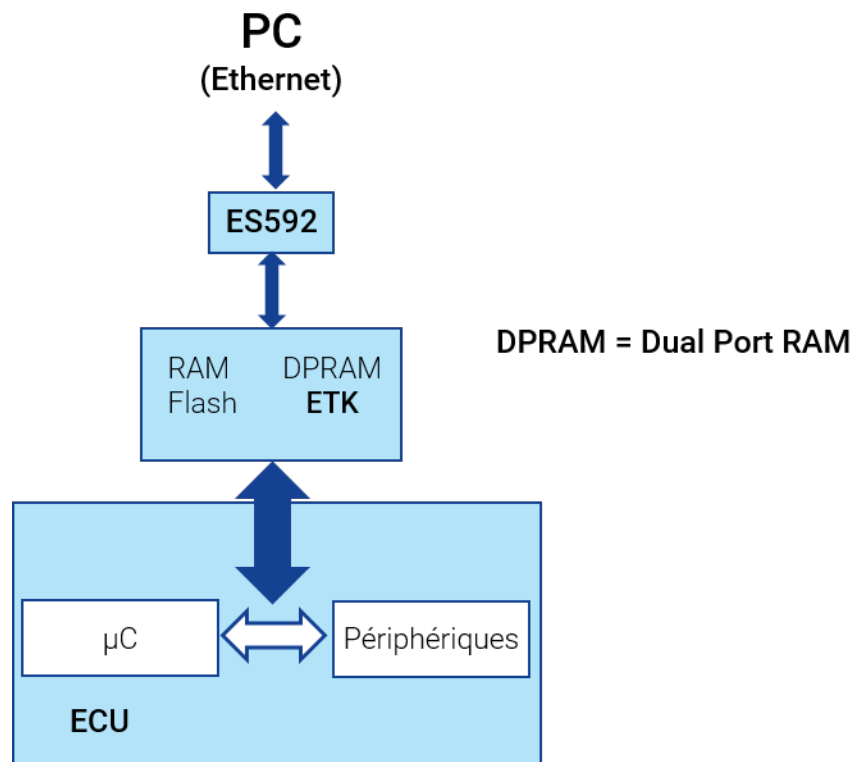 PC
(Ethernet)
ES592
DPRAM = Dual Port RAM
RAM DPRAM
Flash ETK
µC
Périphériques
ECU